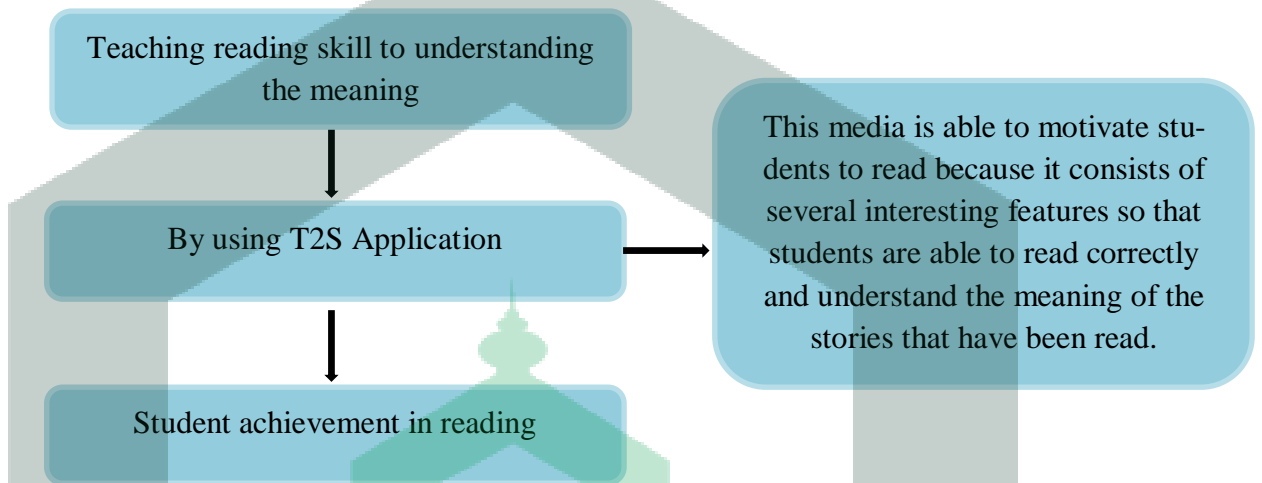 Teaching reading skill to understanding
the meaning
By using T2S Application
Student achievement in reading
This media is able to motivate stu-
dents to read because it consists of
several interesting features so that
students are able to read correctly
and understand the meaning of the
stories that have been read.